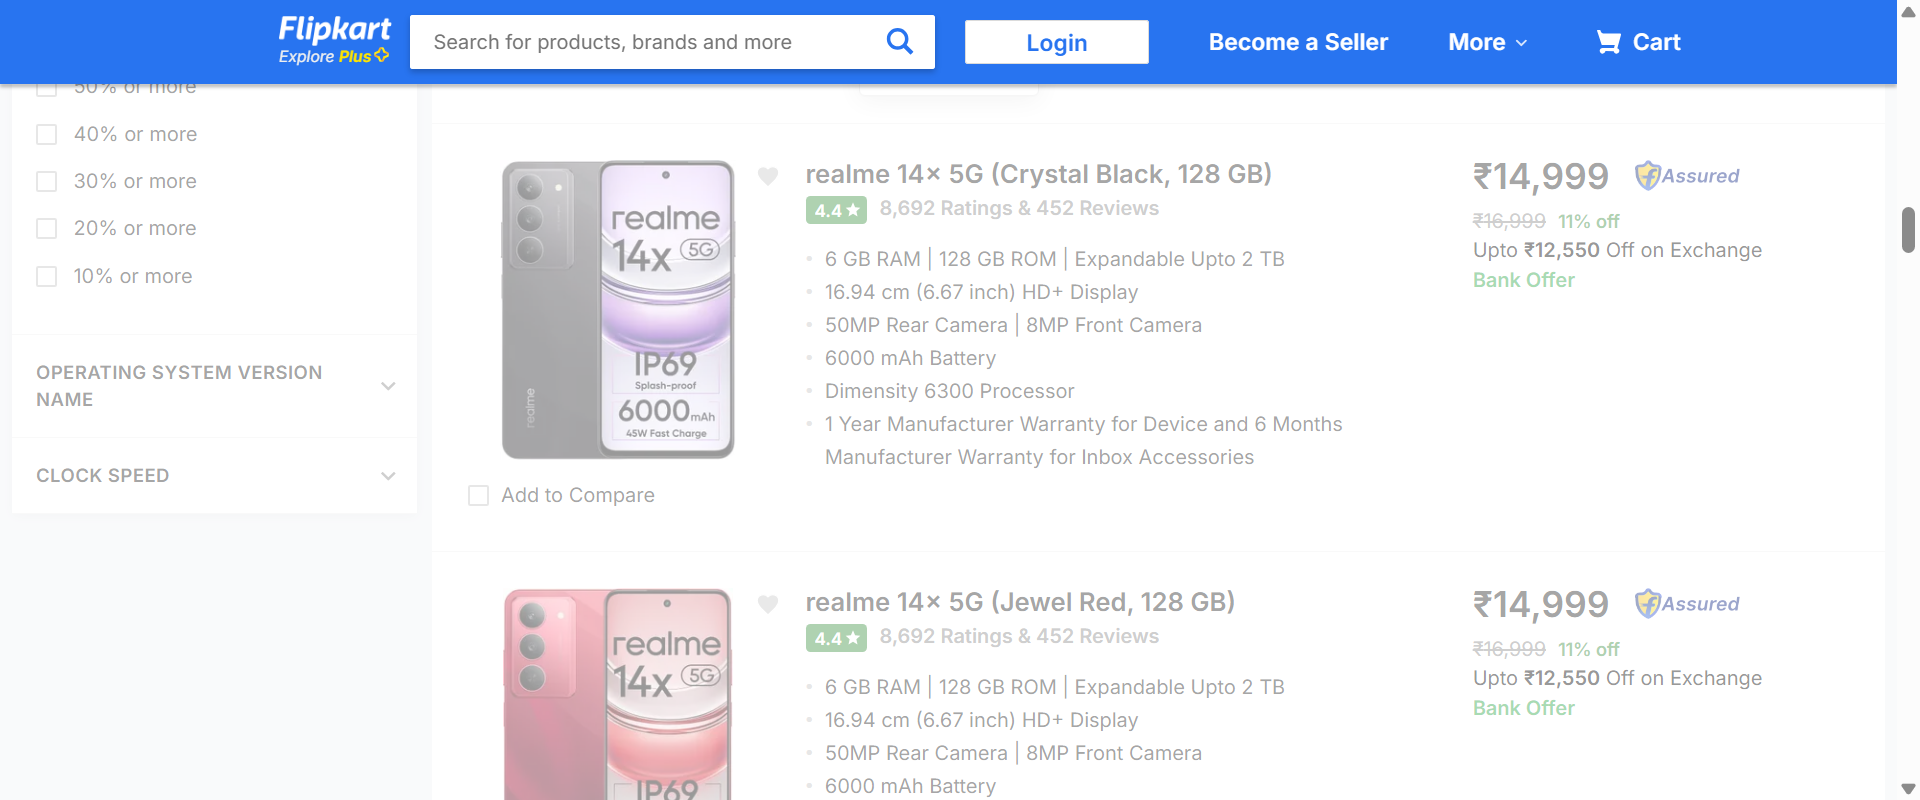 Flipkart
Explore Plus
Search for products, brands and more
Login
Become a Seller
More
Cart
50% or more
40% or more
30% or more
20% or more
10% or more
OPERATING SYSTEM VERSION
NAME
CLOCK SPEED
realme
14x 5G
IP69
Splash-proof
6000mAh
45W Fast Charge
realme
Add to Compare
realme 14x 5G (Crystal Black, 128 GB)
4.4★ 8,692 Ratings & 452 Reviews
6 GB RAM | 128 GB ROM | Expandable Upto 2 TB
16.94 cm (6.67 inch) HD+ Display
50MP Rear Camera | 8MP Front Camera
6000 mAh Battery
Dimensity 6300 Processor
1 Year Manufacturer Warranty for Device and 6 Months
Manufacturer Warranty for Inbox Accessories
₹14,999 Assured
₹16,999 11% off
Upto ₹12,550 Off on Exchange
Bank Offer
realme
14x 5G
IP69
realme 14x 5G (Jewel Red, 128 GB)
4.4★ 8,692 Ratings & 452 Reviews
6 GB RAM | 128 GB ROM | Expandable Upto 2 TB
16.94 cm (6.67 inch) HD+ Display
50MP Rear Camera | 8MP Front Camera
6000 mAh Battery
₹14,999 Assured
₹16,999 11% off
Upto ₹12,550 Off on Exchange
Bank Offer